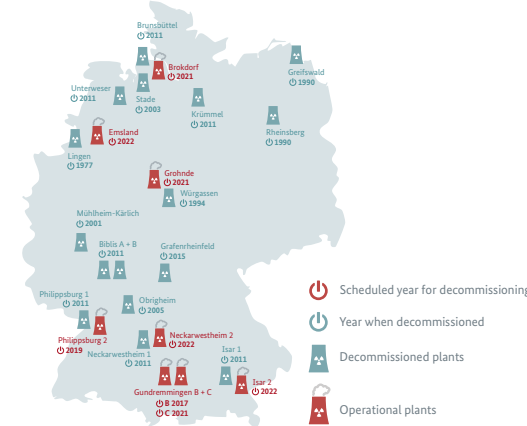 Brunsbüttel
2011
Brokdorf
2021
Greifswald
1990
Unterweser
2011
Stade
2003
Krümmel
2011
Emsland
2022
Rheinsberg
1990
Lingen
1977
Grohnde
2021
Würgassen
1994
Mühlheim-Kärlich
2001
Biblis A + B
2011
Grafenrheinfeld
2015
Philippsburg 1
2011
Obrigheim
2005
Philippsburg 2
2019
Neckarwestheim 2
2022
Neckarwestheim 1
2011
Isar 1
2011
Isar 2
2022
Gundremmingen B + C
B 2017
C 2021
Scheduled year for decommissioning
Year when decommissioned
Decommissioned plants
Operational plants